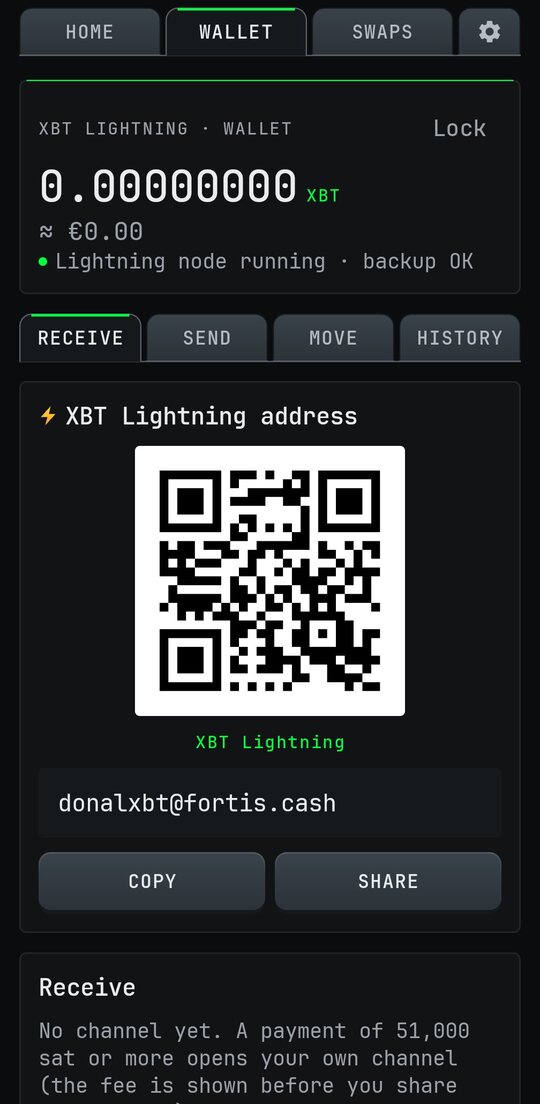 HOME WALLET SWAPS
XBT LIGHTNING · WALLET Lock
0.00000000 XBT
≈ €0.00
Lightning node running · backup OK
RECEIVE SEND MOVE HISTORY
XBT Lightning address
XBT Lightning
donalxbt@fortis.cash
COPY SHARE
Receive
No channel yet. A payment of 51,000
sat or more opens your own channel
(the fee is shown before you share